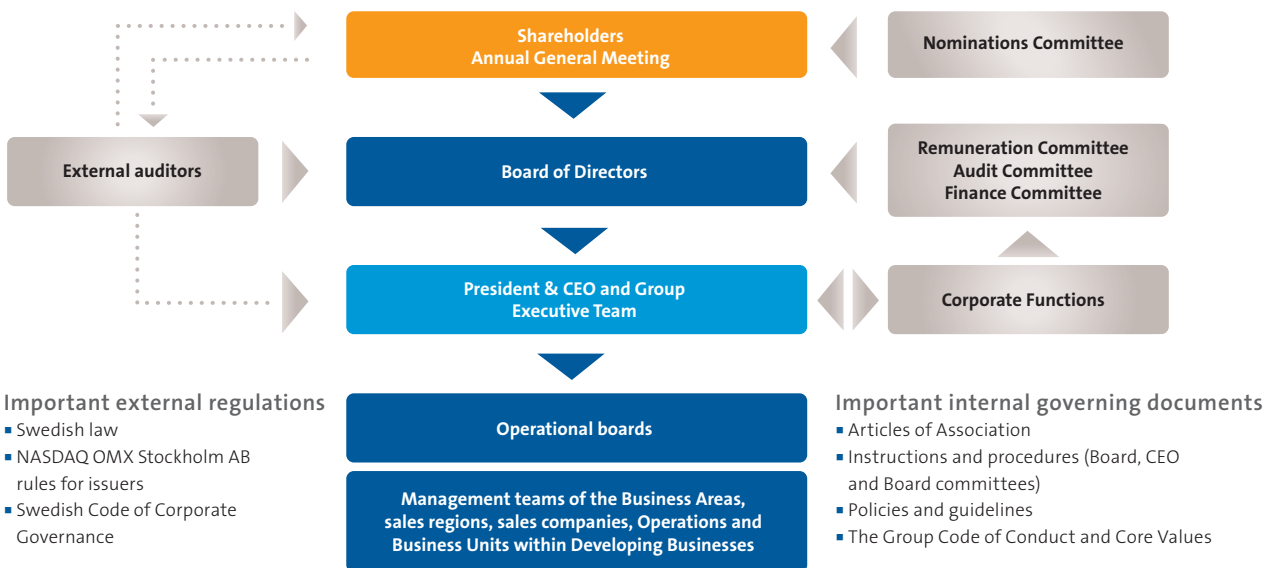 Shareholders
Annual General Meeting
Nominations Committee
External auditors
Board of Directors
Remuneration Committee
Audit Committee
Finance Committee
President & CEO and Group
Executive Team
Corporate Functions
Important external regulations
▪ Swedish law
▪ NASDAQ OMX Stockholm AB
rules for issuers
▪ Swedish Code of Corporate
Governance
Operational boards
Management teams of the Business Areas,
sales regions, sales companies, Operations and
Business Units within Developing Businesses
Important internal governing documents
▪ Articles of Association
▪ Instructions and procedures (Board, CEO
and Board committees)
▪ Policies and guidelines
▪ The Group Code of Conduct and Core Values